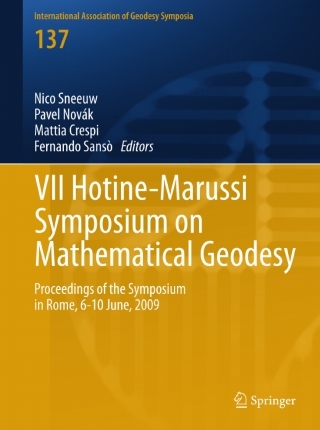 International Association of Geodesy Symposia
137
Nico Sneeuw
Pavel Novák
Mattia Crespi
Fernando Sansò Editors
VII Hotine-Marussi
Symposium on
Mathematical Geodesy
Proceedings of the Symposium
in Rome, 6-10 June, 2009
Springer